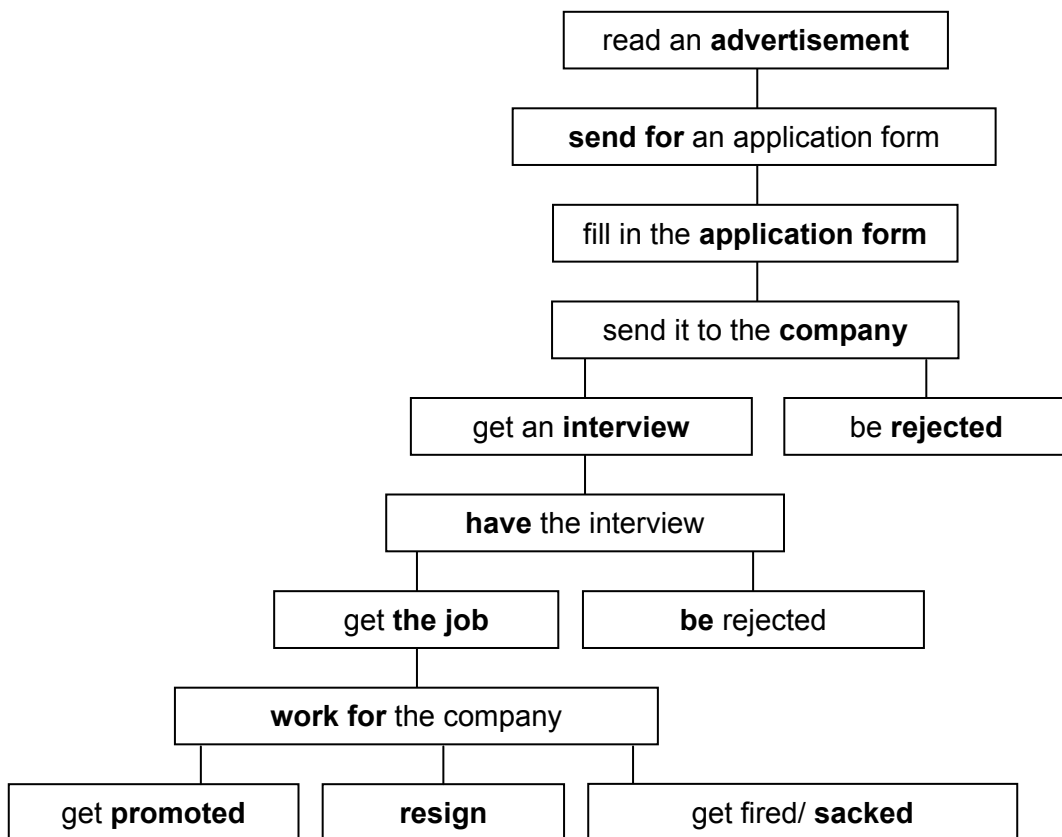 read an advertisement
send for an application form
fill in the application form
send it to the company
get an interview
be rejected
have the interview
get the job
be rejected
work for the company
get promoted
resign
get fired/ sacked